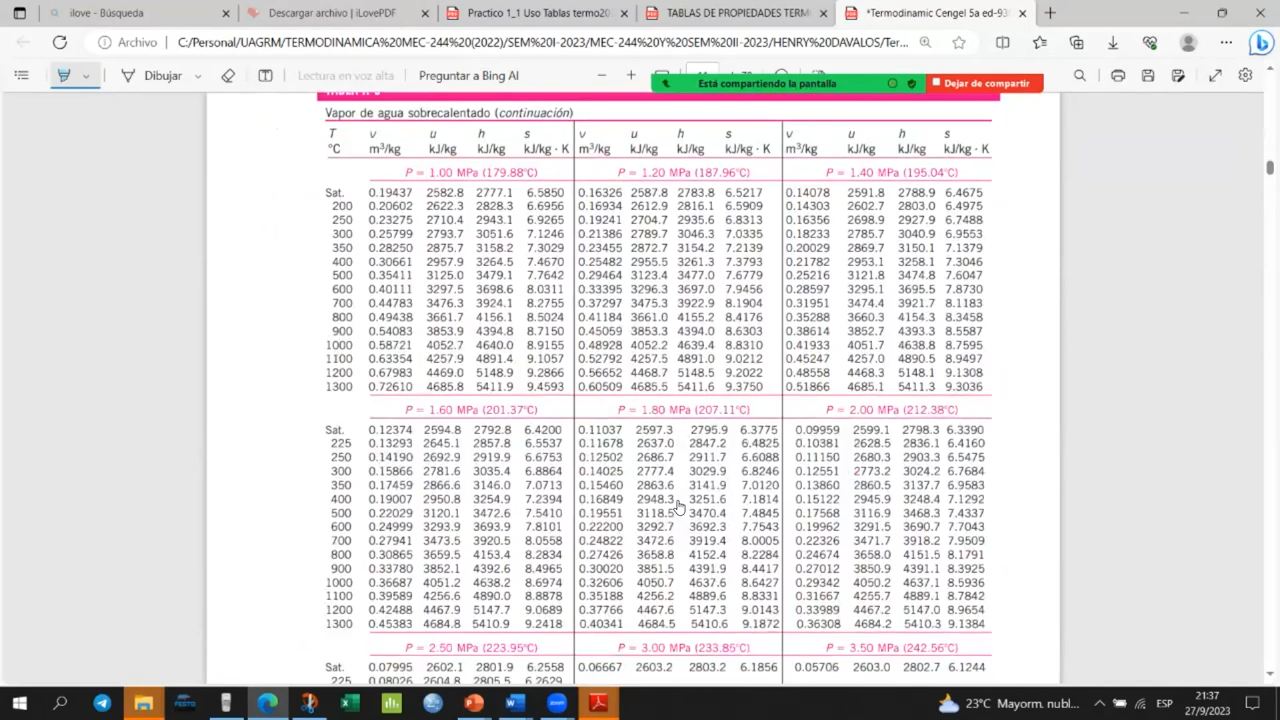 ilove - Búsqueda
Descargar archivo | iLovePDF
Practico 1_1 Uso Tablas termo20
TABLAS DE PROPIEDADES TERM
*Termodinamic Cengel 5a ed-93
Archivo C:/Personal/UAGRM/TERMODINAMICA%20MEC-244%20(2022)/SEM%20I-2023/MEC-244%20Y%20SEM%20II-2023/HENRY%20DAVALOS/Ter...
Dibujar Lectura en voz alta Preguntar a Bing AI
Está compartiendo la pantalla Dejar de compartir
Vapor de agua sobrecalentado (continuación)
T v u h s v u h s v u h s
°C m³/kg kJ/kg kJ/kg kJ/kg · K m³/kg kJ/kg kJ/kg kJ/kg · K m³/kg kJ/kg kJ/kg kJ/kg · K
P = 1.00 MPa (179.88°C) P = 1.20 MPa (187.96°C) P = 1.40 MPa (195.04°C)
Sat. 0.19437 2582.8 2777.1 6.5850 0.16326 2587.8 2783.8 6.5217 0.14078 2591.8 2788.9 6.4675
200 0.20602 2622.3 2828.3 6.6956 0.16934 2612.9 2816.1 6.5909 0.14303 2602.7 2803.0 6.4975
250 0.23275 2710.4 2943.1 6.9265 0.19241 2704.7 2935.6 6.8313 0.16356 2698.9 2927.9 6.7488
300 0.25799 2793.7 3051.6 7.1246 0.21386 2789.7 3046.3 7.0335 0.18233 2785.7 3040.9 6.9553
350 0.28250 2875.7 3158.2 7.3029 0.23455 2872.7 3154.2 7.2139 0.20029 2869.7 3150.1 7.1379
400 0.30661 2957.9 3264.5 7.4670 0.25482 2955.5 3261.3 7.3793 0.21782 2953.1 3258.1 7.3046
500 0.35411 3125.0 3479.1 7.7642 0.29464 3123.4 3477.0 7.6779 0.25216 3121.8 3474.8 7.6047
600 0.40111 3297.5 3698.6 8.0311 0.33395 3296.3 3697.0 7.9456 0.28597 3295.1 3695.5 7.8730
700 0.44783 3476.3 3924.1 8.2755 0.37297 3475.3 3922.9 8.1904 0.31951 3474.4 3921.7 8.1183
800 0.49438 3661.7 4156.1 8.5024 0.41184 3661.0 4155.2 8.4176 0.35288 3660.3 4154.3 8.3458
900 0.54083 3853.9 4394.8 8.7150 0.45059 3853.3 4394.0 8.6303 0.38614 3852.7 4393.3 8.5587
1000 0.58721 4052.7 4640.0 8.9155 0.48928 4052.2 4639.4 8.8310 0.41933 4051.7 4638.8 8.7595
1100 0.63354 4257.9 4891.4 9.1057 0.52792 4257.5 4891.0 9.0212 0.45247 4257.0 4890.5 8.9497
1200 0.67983 4469.0 5148.9 9.2866 0.56652 4468.7 5148.5 9.2022 0.48558 4468.3 5148.1 9.1308
1300 0.72610 4685.8 5411.9 9.4593 0.60509 4685.5 5411.6 9.3750 0.51866 4685.1 5411.3 9.3036
P = 1.60 MPa (201.37°C) P = 1.80 MPa (207.11°C) P = 2.00 MPa (212.38°C)
Sat. 0.12374 2594.8 2792.8 6.4200 0.11037 2597.3 2795.9 6.3775 0.09959 2599.1 2798.3 6.3390
225 0.13293 2645.1 2857.8 6.5537 0.11678 2637.0 2847.2 6.4825 0.10381 2628.5 2836.1 6.4160
250 0.14190 2692.9 2919.9 6.6753 0.12502 2686.7 2911.7 6.6088 0.11150 2680.3 2903.3 6.5475
300 0.15866 2781.6 3035.4 6.8864 0.14025 2777.4 3029.9 6.8246 0.12551 2773.2 3024.2 6.7684
350 0.17459 2866.6 3146.0 7.0713 0.15460 2863.6 3141.9 7.0120 0.13860 2860.5 3137.7 6.9583
400 0.19007 2950.8 3254.9 7.2394 0.16849 2948.3 3251.6 7.1814 0.15122 2945.9 3248.4 7.1292
500 0.22029 3120.1 3472.6 7.5410 0.19551 3118.5 3470.4 7.4845 0.17568 3116.9 3468.3 7.4337
600 0.24999 3293.9 3693.9 7.8101 0.22200 3292.7 3692.3 7.7543 0.19962 3291.5 3690.7 7.7043
700 0.27941 3473.5 3920.5 8.0558 0.24822 3472.6 3919.4 8.0005 0.22326 3471.7 3918.2 7.9509
800 0.30865 3659.5 4153.4 8.2834 0.27426 3658.8 4152.4 8.2284 0.24674 3658.0 4151.5 8.1791
900 0.33780 3852.1 4392.6 8.4965 0.30020 3851.5 4391.9 8.4417 0.27012 3850.9 4391.1 8.3925
1000 0.36687 4051.2 4638.2 8.6974 0.32606 4050.7 4637.6 8.6427 0.29342 4050.2 4637.1 8.5936
1100 0.39589 4256.6 4890.0 8.8878 0.35188 4256.2 4889.6 8.8331 0.31667 4255.7 4889.1 8.7842
1200 0.42488 4467.9 5147.7 9.0689 0.37766 4467.6 5147.3 9.0143 0.33989 4467.2 5147.0 8.9654
1300 0.45383 4684.8 5410.9 9.2418 0.40341 4684.5 5410.6 9.1872 0.36308 4684.2 5410.3 9.1384
P = 2.50 MPa (223.95°C) P = 3.00 MPa (233.85°C) P = 3.50 MPa (242.56°C)
Sat. 0.07995 2602.1 2801.9 6.2558 0.06667 2603.2 2803.2 6.1856 0.05706 2603.0 2802.7 6.1244
225 0.08026 2604.8 2805.5 6.2629
23°C Mayorm. nubl... ESP 21:37
27/9/2023